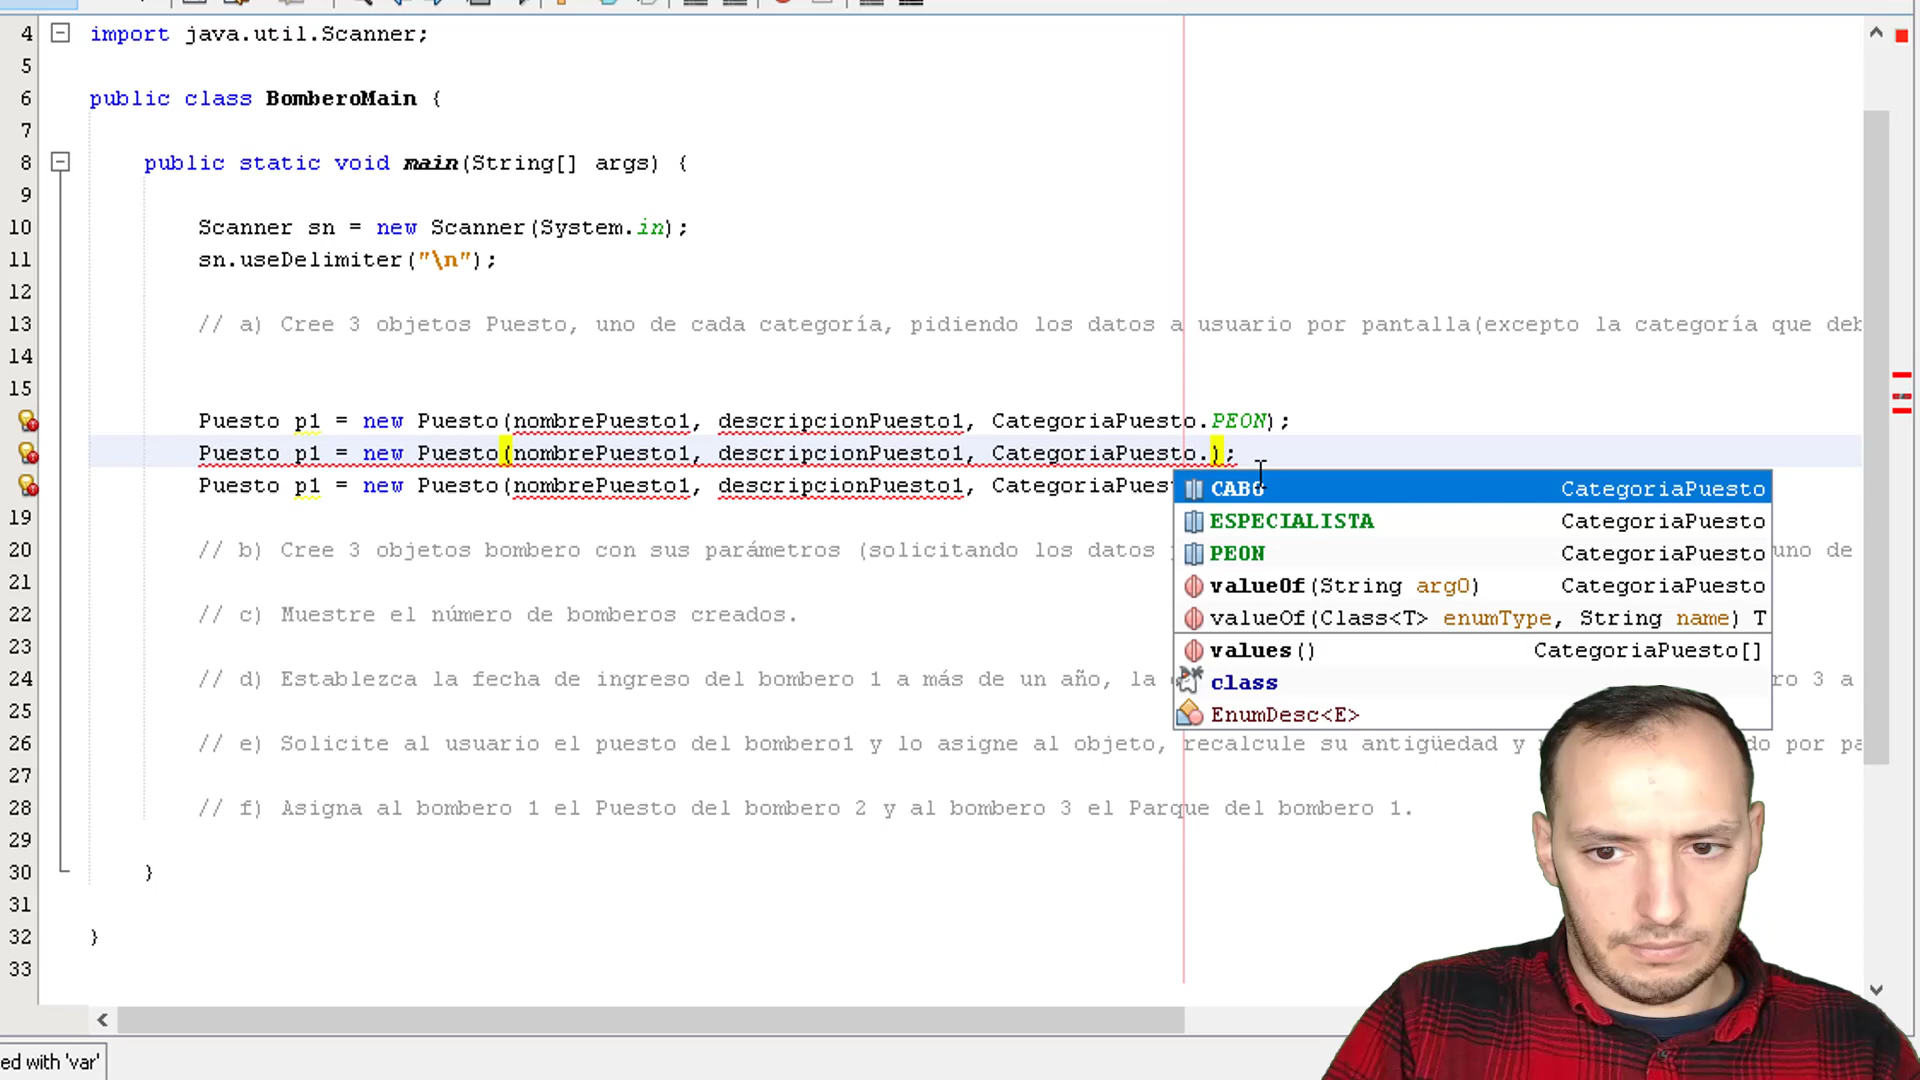 4 import java.util.Scanner;
5
6 public class BomberoMain {
7
8 public static void main(String[] args) {
9
10 Scanner sn = new Scanner(System.in);
11 sn.useDelimiter("\n");
12
13 // a) Cree 3 objetos Puesto, uno de cada categoría, pidiendo los datos a usuario por pantalla(excepto la categoría que deb
14
15
Puesto p1 = new Puesto(nombrePuesto1, descripcionPuesto1, CategoriaPuesto.PEON);
Puesto p1 = new Puesto(nombrePuesto1, descripcionPuesto1, CategoriaPuesto.);
Puesto p1 = new Puesto(nombrePuesto1, descripcionPuesto1, CategoriaPues
CABO CategoriaPuesto
ESPECIALISTA CategoriaPuesto
PEON CategoriaPuesto
valueOf(String arg0) CategoriaPuesto
valueOf(Class<T> enumType, String name) T
values() CategoriaPuesto[]
class
EnumDesc<E>
19
20 // b) Cree 3 objetos bombero con sus parámetros (solicitando los datos uno de
21
22 // c) Muestre el número de bomberos creados.
23
24 // d) Establezca la fecha de ingreso del bombero 1 a más de un año, la ro 3 a
25
26 // e) Solicite al usuario el puesto del bombero1 y lo asigne al objeto, recalcule su antigüedad y do por pa
27
28 // f) Asigna al bombero 1 el Puesto del bombero 2 y al bombero 3 el Parque del bombero 1.
29
30 }
31
32 }
33
ed with 'var'